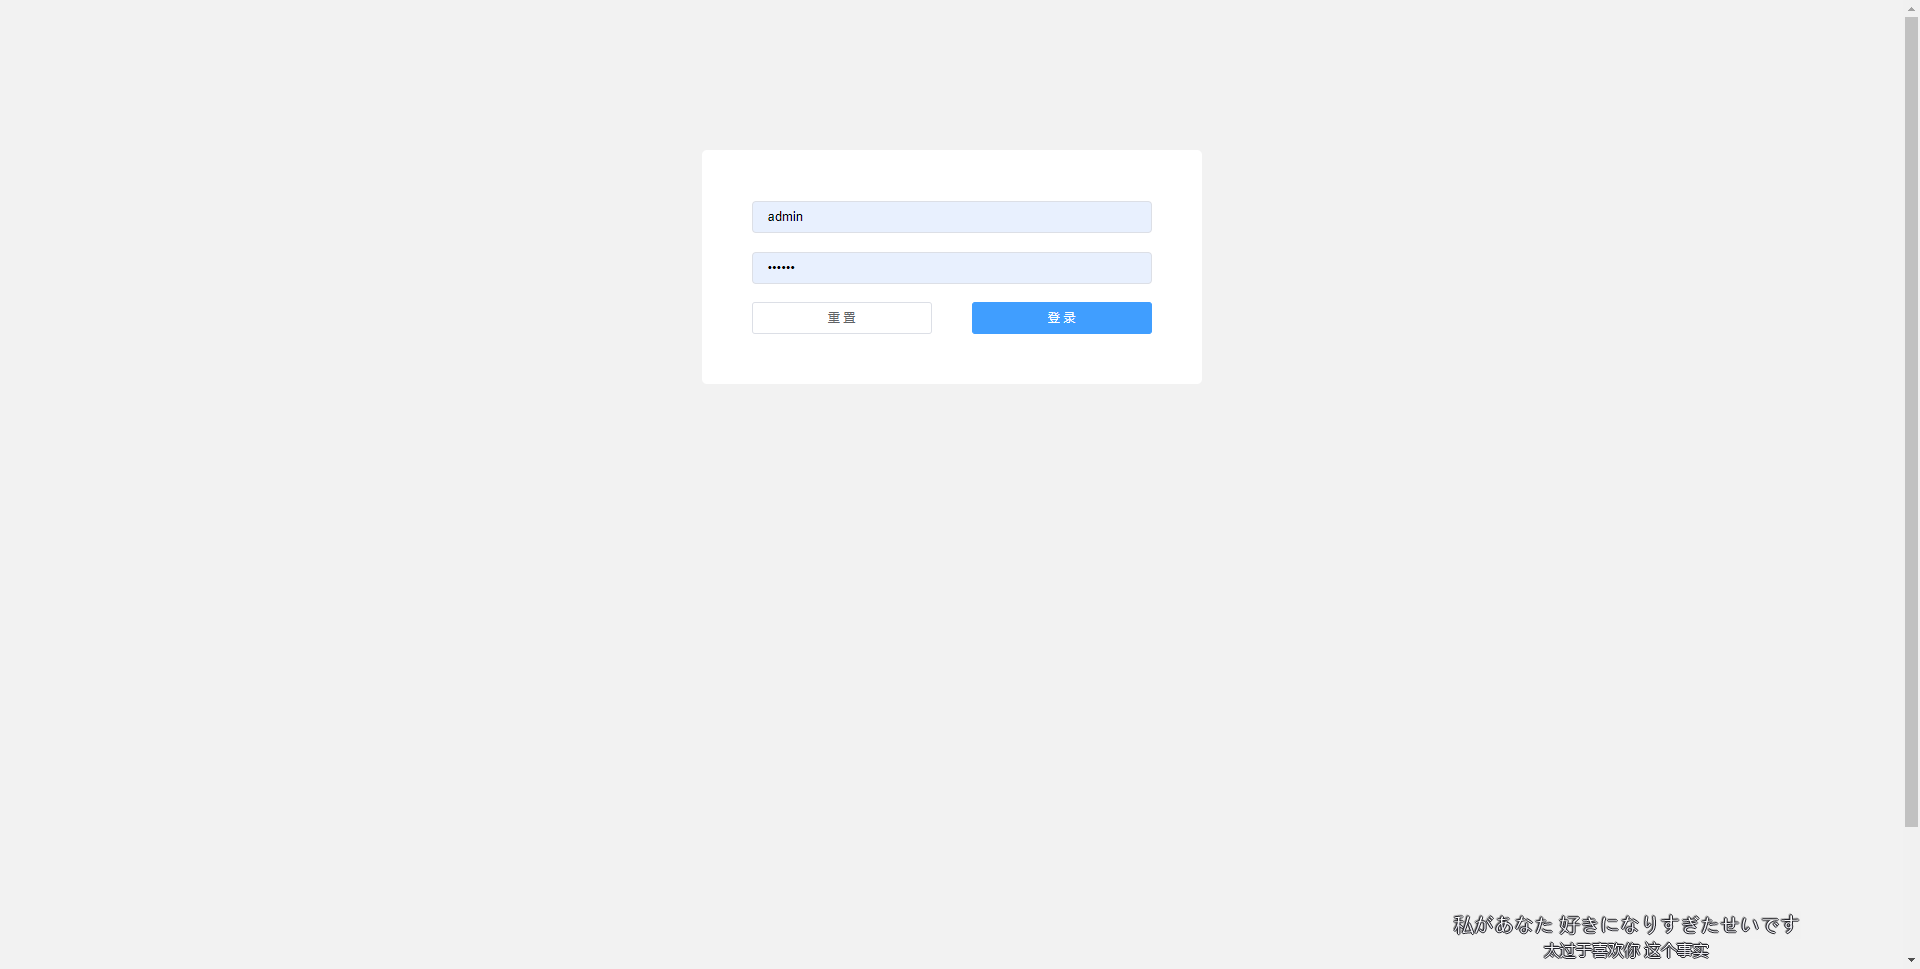 admin
••••••
重 置
登 录
私があなた 好きになりすぎたせいです
太过于喜欢你 这个事实